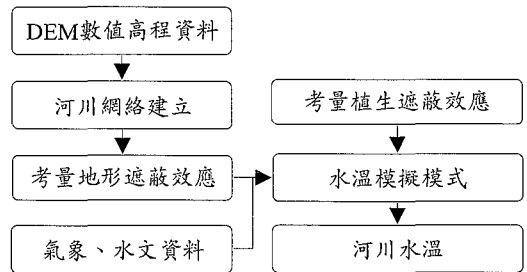 DEM數值高程資料
河川網絡建立
考量地形遮蔽效應
氣象、水文資料
考量植生遮蔽效應
水溫模擬模式
河川水溫